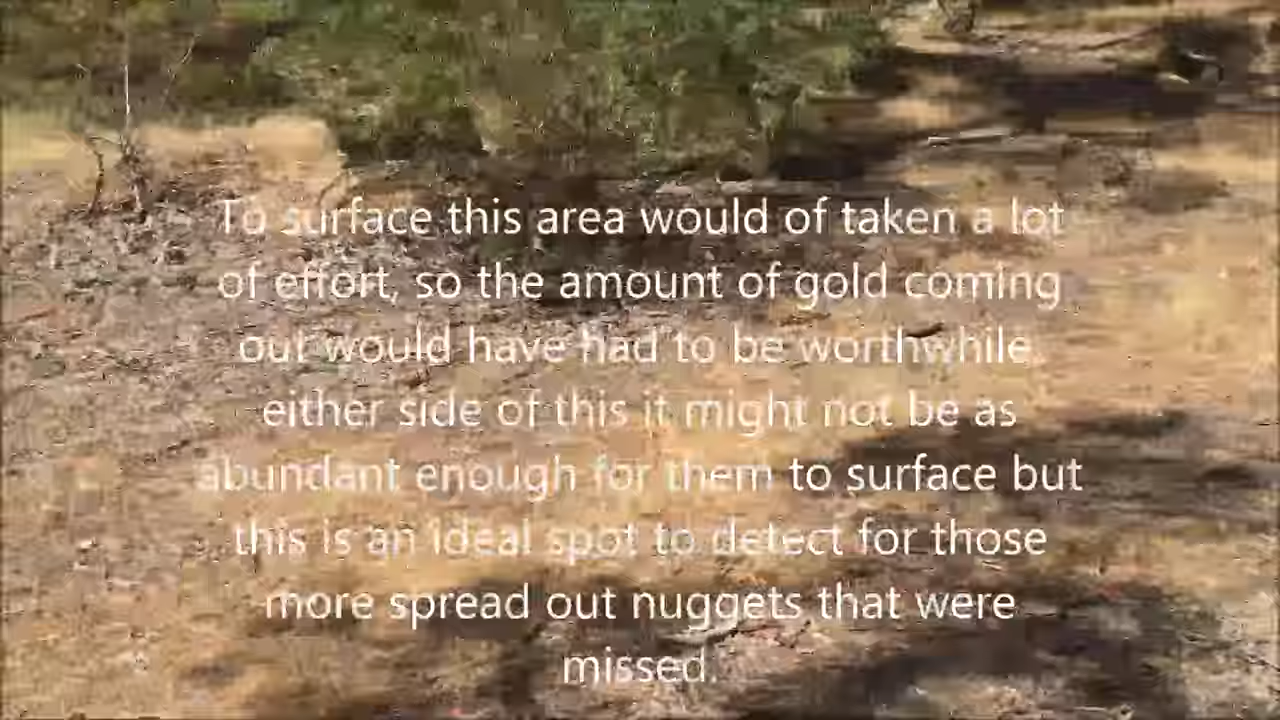 To surface this area would of taken a lot
of effort, so the amount of gold coming
out would have had to be worthwhile.
either side of this it might not be as
abundant enough for them to surface but
this is an ideal spot to detect for those
more spread out nuggets that were
missed.